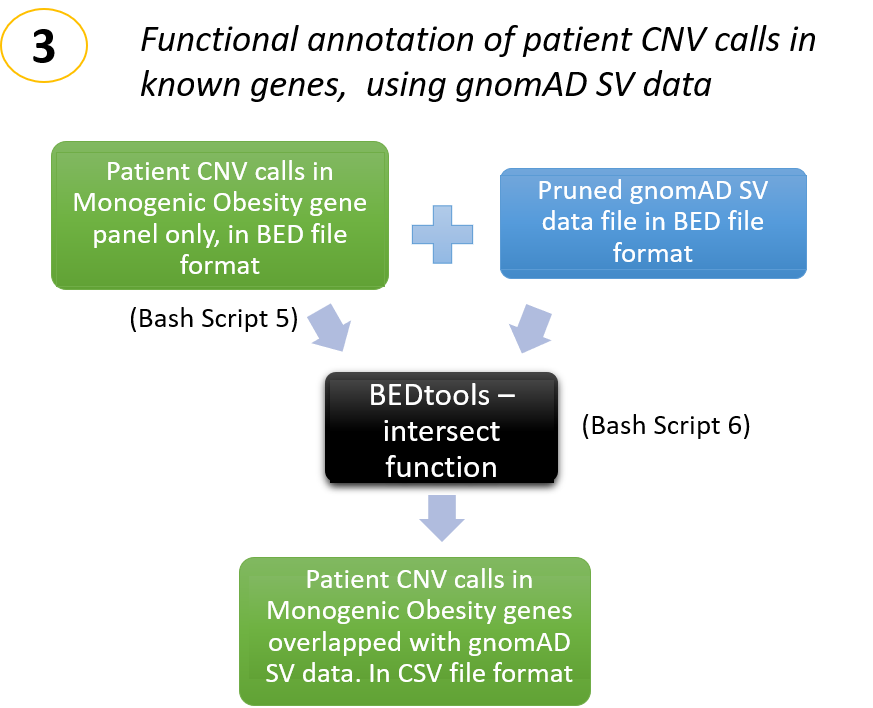 3
Functional annotation of patient CNV calls in
known genes,  using gnomAD SV data
Patient CNV calls in
Monogenic Obesity gene
panel only, in BED file
format
Pruned gnomAD SV
data file in BED file
format
(Bash Script 5)
BEDtools –
intersect
function
(Bash Script 6)
Patient CNV calls in
Monogenic Obesity genes
overlapped with gnomAD
SV data. In CSV file format